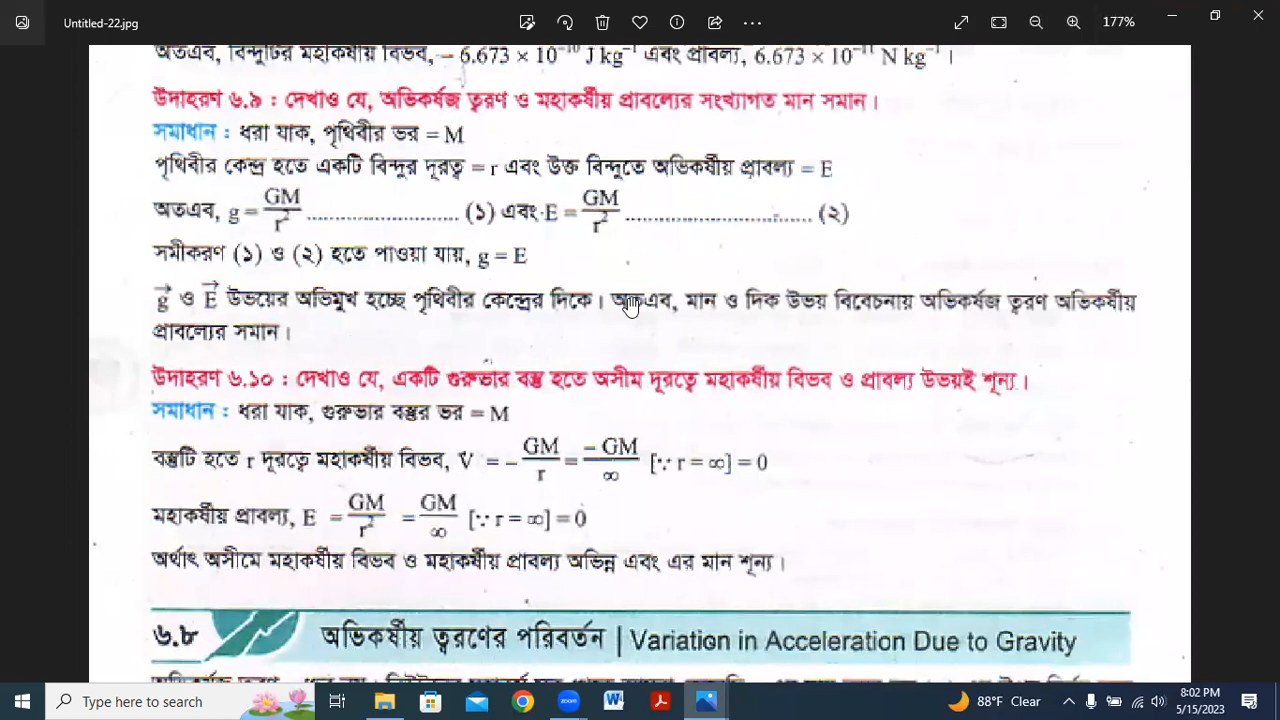 Untitled-22.jpg
177%
অতএব, বিন্দুটির মহাকর্ষীয় বিভব, – 6.673 × 10⁻¹⁰ J kg⁻¹ এবং প্রাবল্য, 6.673 × 10⁻¹¹ N kg⁻¹।
উদাহরণ ৬.৯ : দেখাও যে, অভিকর্ষজ ত্বরণ ও মহাকর্ষীয় প্রাবল্যের সংখ্যাগত মান সমান।
সমাধান : ধরা যাক, পৃথিবীর ভর = M
পৃথিবীর কেন্দ্র হতে একটি বিন্দুর দূরত্ব = r এবং উক্ত বিন্দুতে অভিকর্ষীয় প্রাবল্য = E
অতএব, g = GM/r² ............................ (১) এবং E = GM/r² .................................. (২)
সমীকরণ (১) ও (২) হতে পাওয়া যায়, g = E
g⃗ ও E⃗ উভয়ের অভিমুখ হচ্ছে পৃথিবীর কেন্দ্রের দিকে। অতএব, মান ও দিক উভয় বিবেচনায় অভিকর্ষজ ত্বরণ অভিকর্ষীয়
প্রাবল্যের সমান।
উদাহরণ ৬.১০ : দেখাও যে, একটি গুরুভার বস্তু হতে অসীম দূরত্বে মহাকর্ষীয় বিভব ও প্রাবল্য উভয়ই শূন্য।
সমাধান : ধরা যাক, গুরুভার বস্তুর ভর = M
বস্তুটি হতে r দূরত্বে মহাকর্ষীয় বিভব, V = – GM/r = – GM/∞ [∵ r = ∞] = 0
মহাকর্ষীয় প্রাবল্য, E = GM/r² = GM/∞ [∵ r = ∞] = 0
অর্থাৎ অসীমে মহাকর্ষীয় বিভব ও মহাকর্ষীয় প্রাবল্য অভিন্ন এবং এর মান শূন্য।
৬.৮ অভিকর্ষীয় ত্বরণের পরিবর্তন | Variation in Acceleration Due to Gravity
Type here to search
88°F Clear
8:02 PM
5/15/2023